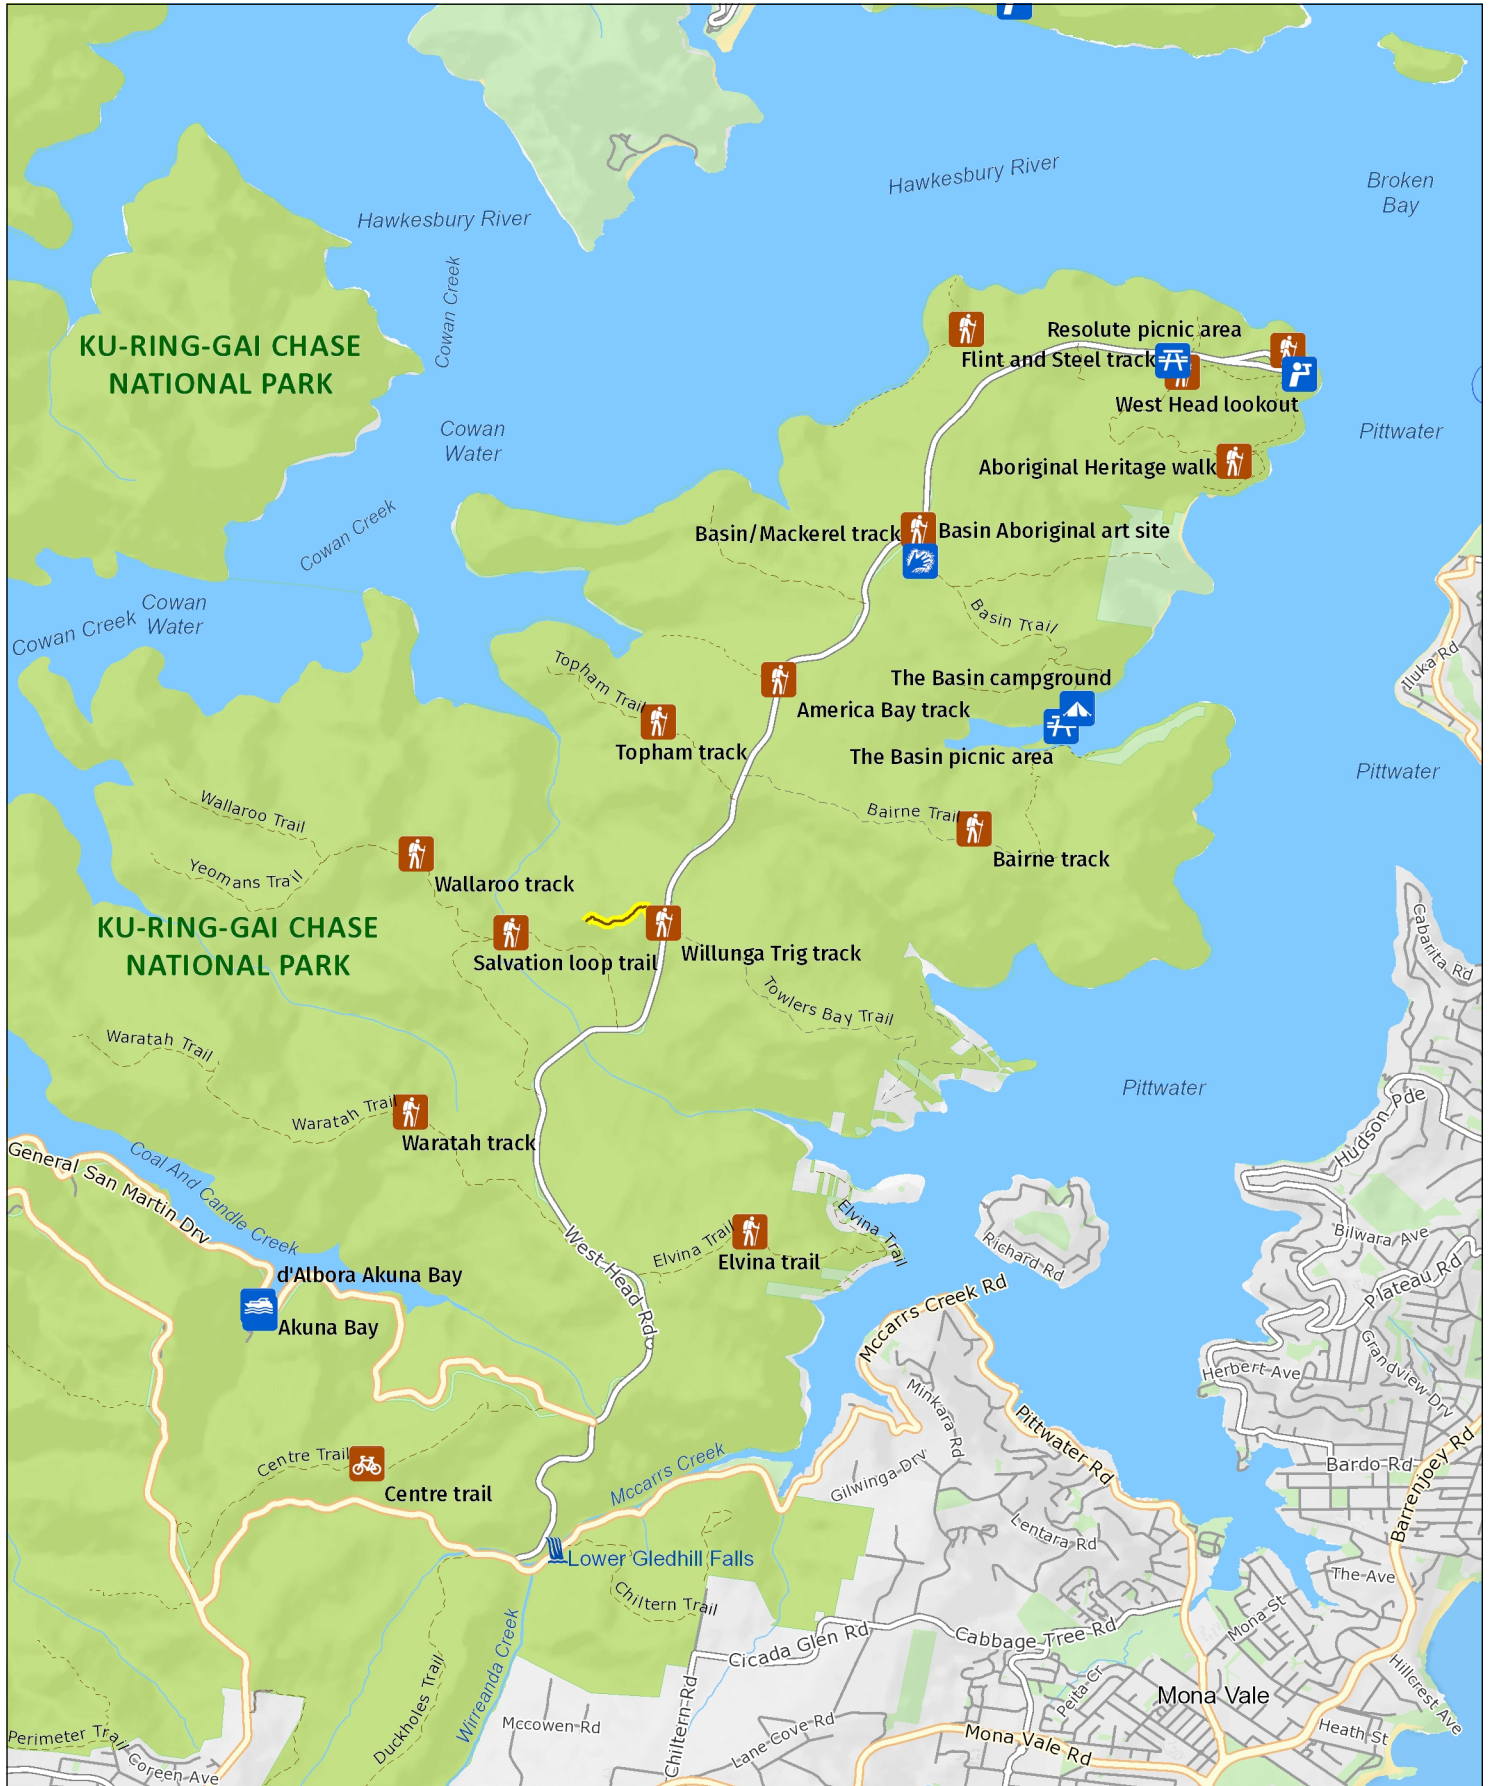 Hawkesbury River
Broken
Bay
Hawkesbury River
Cowan Creek
KU-RING-GAI CHASE
NATIONAL PARK
Resolute picnic area
Flint and Steel track
West Head lookout
Pittwater
Cowan
Water
Aboriginal Heritage walk
Cowan Creek
Basin/Mackerel track
Basin Aboriginal art site
Cowan
Water
Cowan Creek
Basin Trail
Iluka Rd
Topham Trail
The Basin campground
America Bay track
Topham track
The Basin picnic area
Pittwater
Wallaroo Trail
Bairne Trail
Bairne track
Yeomans Trail
Wallaroo track
KU-RING-GAI CHASE
NATIONAL PARK
Salvation loop trail
Willunga Trig track
Cabarita Rd
Towlers Bay Trail
Waratah Trail
Pittwater
Waratah Trail
Waratah track
Hudson Pde
General San Martin Drv
Coal And Candle Creek
Elvina Trail
Elvina Trail
Elvina trail
West Head Rd
Richard Rd
Bilwara Ave
Plateau Rd
d'Albora Akuna Bay
Akuna Bay
Mccarrs Creek Rd
Herbert Ave
Grandview Drv
Minkara Rd
Pittwater Rd
Centre Trail
Centre trail
Mccarrs Creek
Gilwinga Drv
Bardo Rd
Barrenjoey Rd
Lentara Rd
Lower Gledhill Falls
The Ave
Chiltern Trail
Mona St
Cicada Glen Rd
Cabbage Tree Rd
Wirreanda Creek
Duckholes Trail
Peita Cr
Mona Vale
Hillcrest Ave
Chiltern Rd
Mccowen Rd
Lane Cove Rd
Mona Vale Rd
Heath St
Perimeter Trail
Coreen Ave